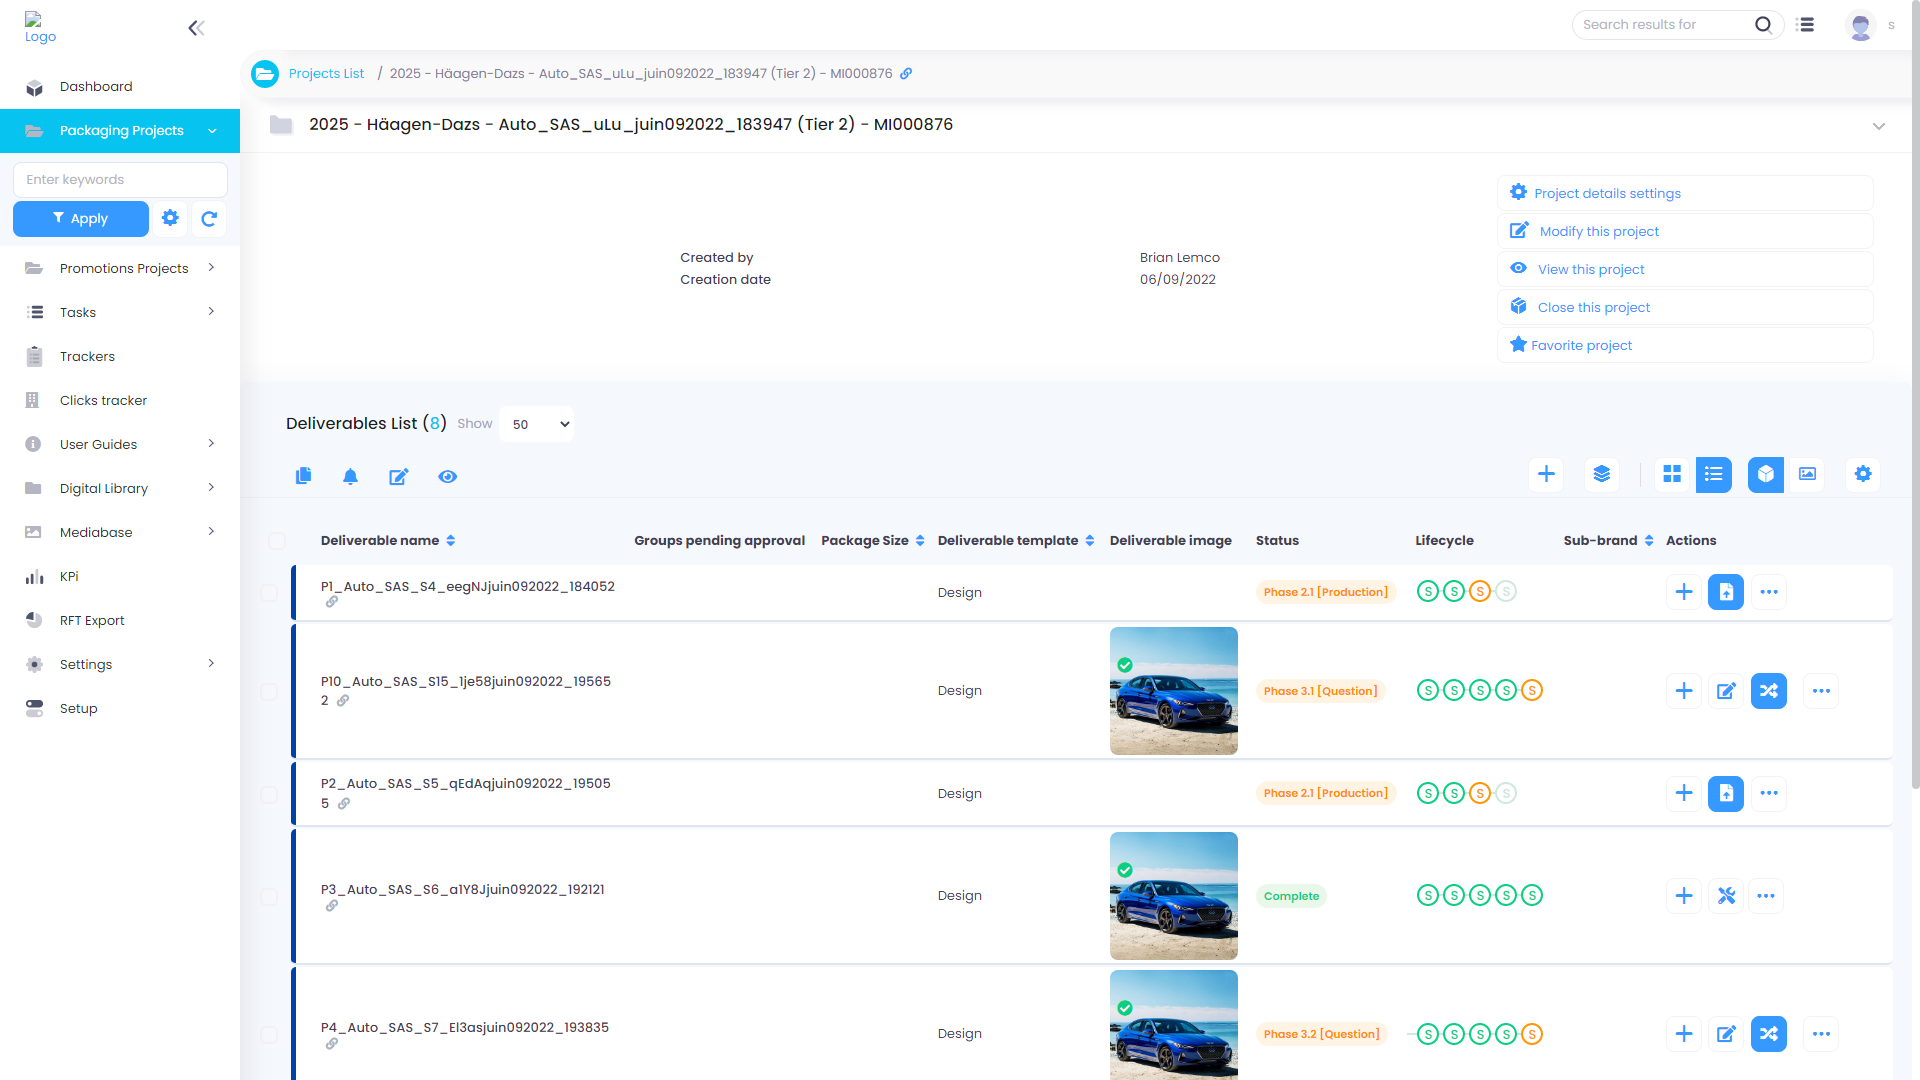 Logo
Search results for
s
Dashboard
Packaging Projects
Enter keywords
Apply
Promotions Projects
Tasks
Trackers
Clicks tracker
User Guides
Digital Library
Mediabase
KPi
RFT Export
Settings
Setup
Projects List / 2025 - Häagen-Dazs - Auto_SAS_uLu_juin092022_183947 (Tier 2) - MI000876
2025 - Häagen-Dazs - Auto_SAS_uLu_juin092022_183947 (Tier 2) - MI000876
Created by Brian Lemco
Creation date 06/09/2022
Project details settings
Modify this project
View this project
Close this project
Favorite project
Deliverables List (8) Show 50
Deliverable name Groups pending approval Package Size Deliverable template Deliverable image Status Lifecycle Sub-brand Actions
P1_Auto_SAS_S4_eegNJjuin092022_184052 Design Phase 2.1 [Production] S S S S
P10_Auto_SAS_S15_1je58juin092022_19565
2 Design Phase 3.1 [Question] S S S S S
P2_Auto_SAS_S5_qEdAqjuin092022_19505
5 Design Phase 2.1 [Production] S S S S
P3_Auto_SAS_S6_a1Y8Jjuin092022_192121 Design Complete S S S S S
P4_Auto_SAS_S7_El3asjuin092022_193835 Design Phase 3.2 [Question] S S S S S